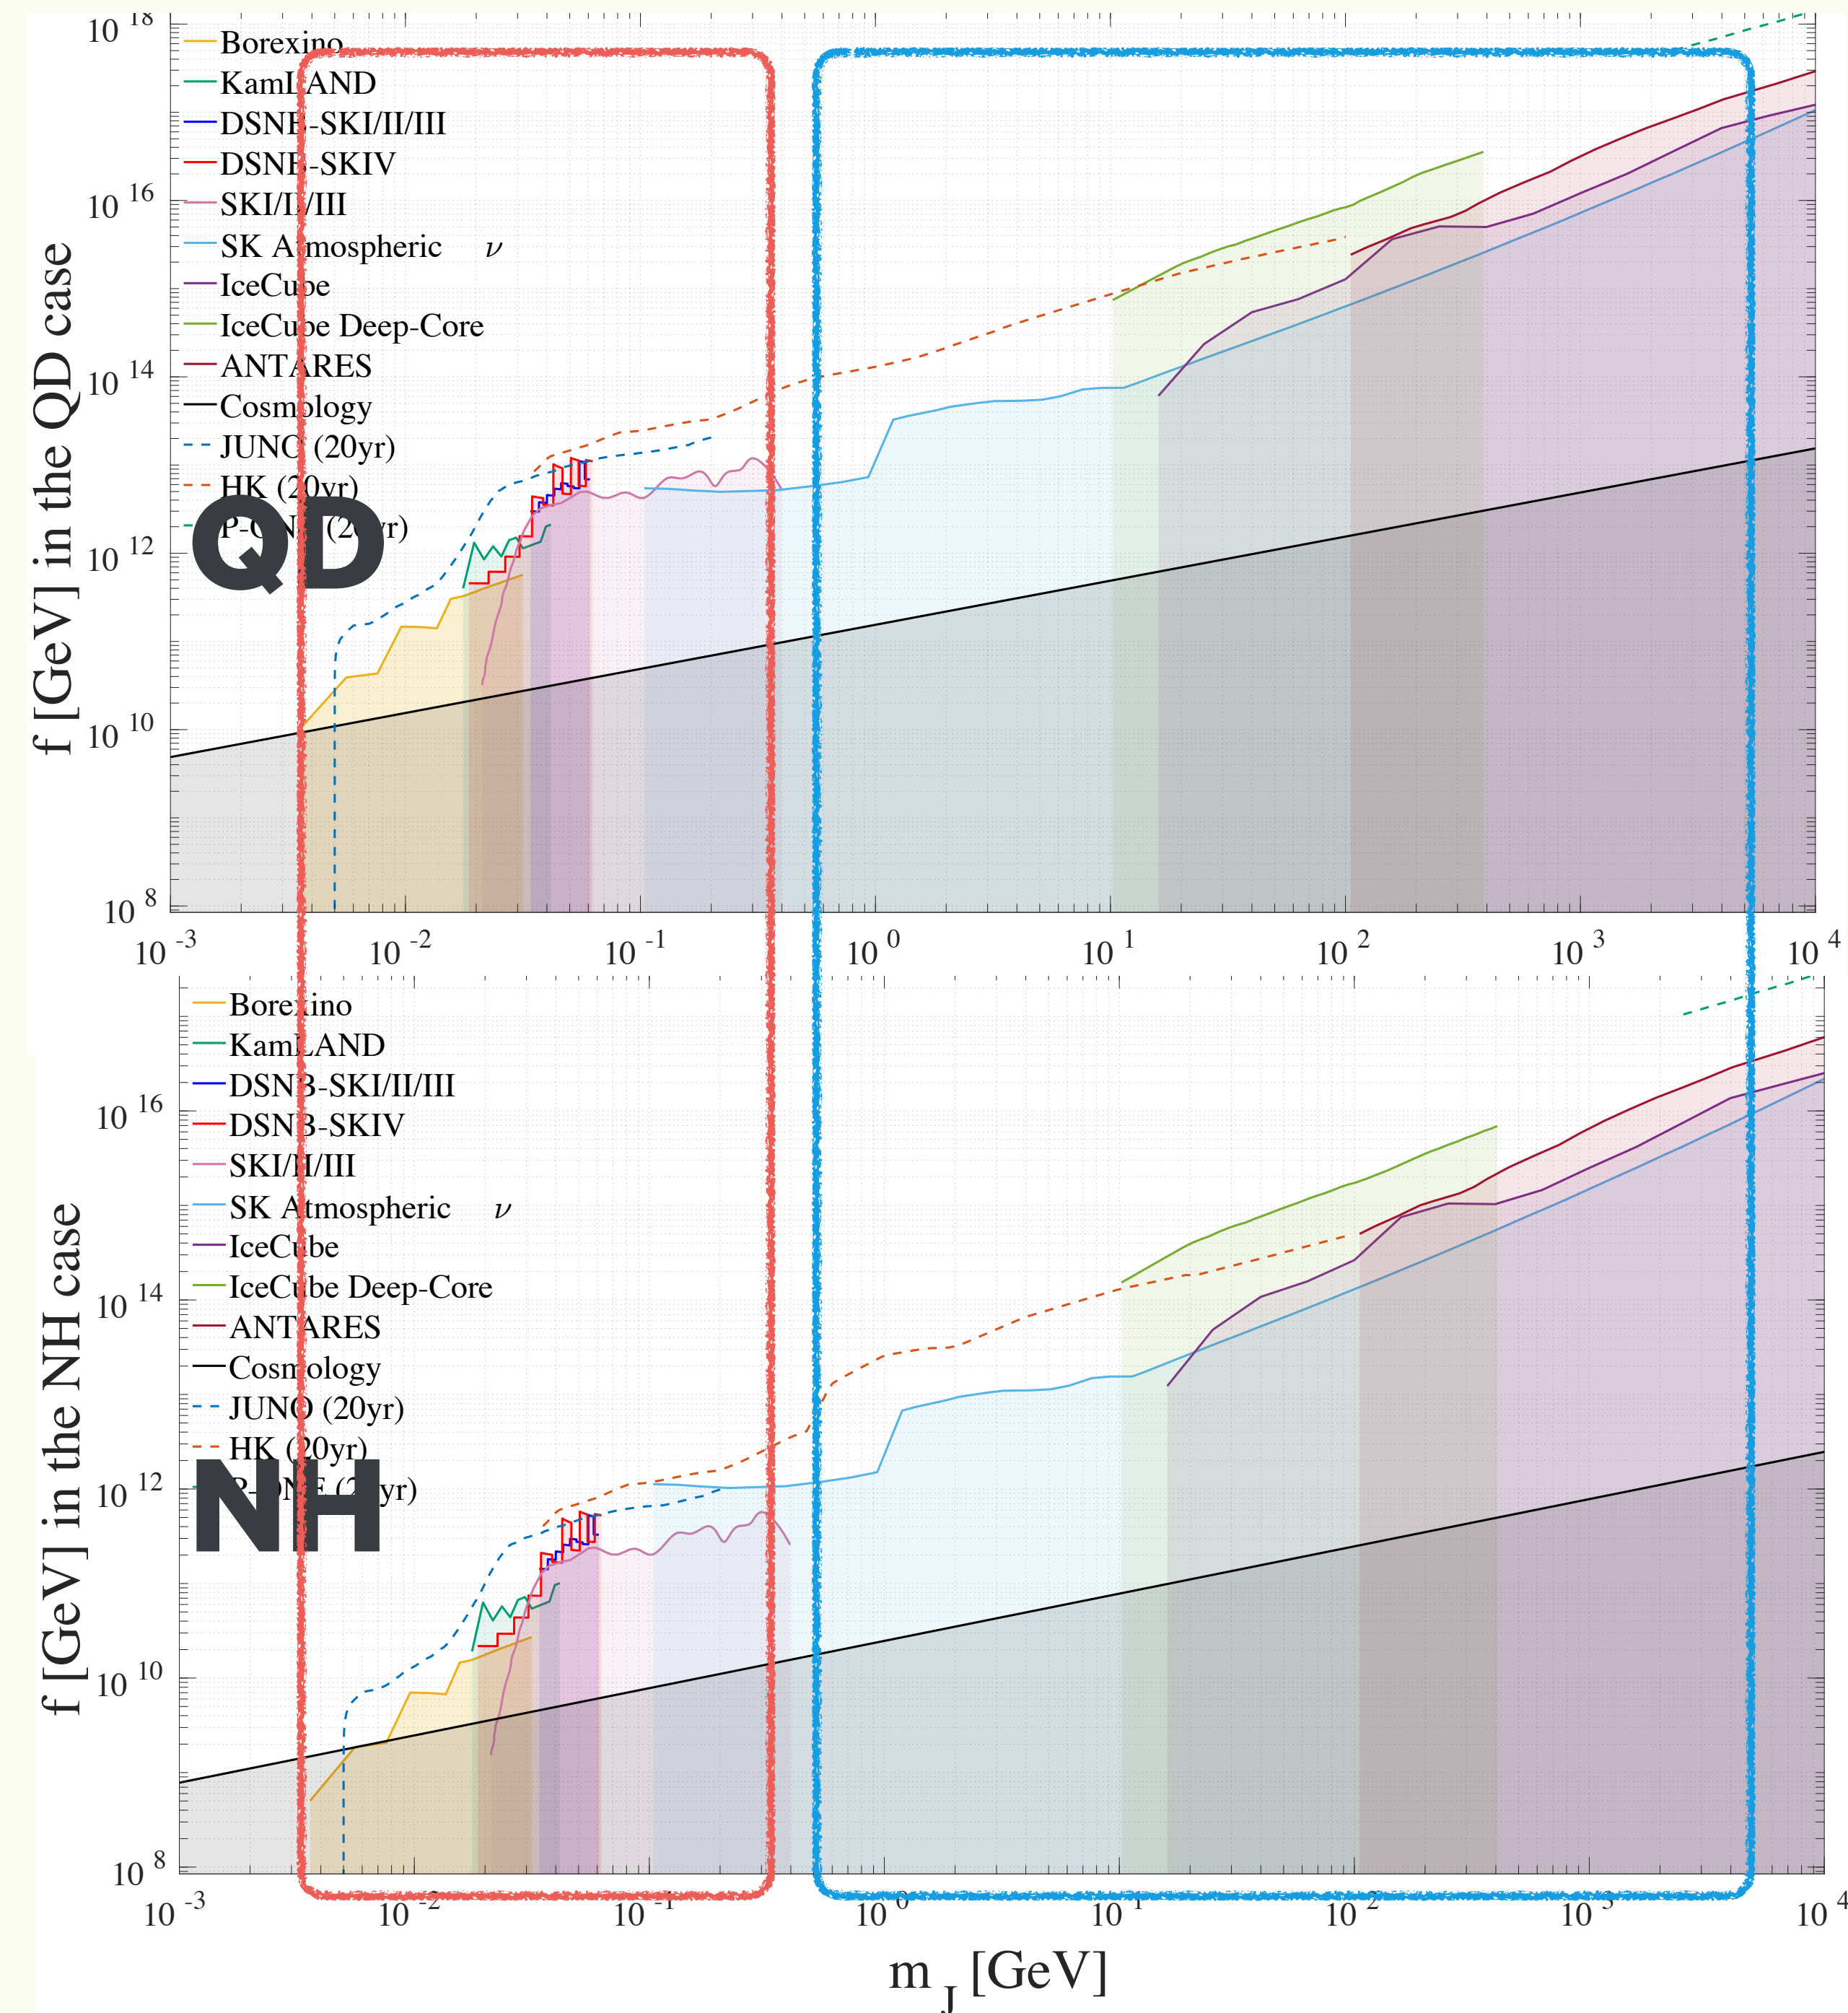 10 18
Borexino
KamLAND
DSNB-SKI/II/III
DSNB-SKIV
10 16
SKI/II/III
SK Atmospheric ν
IceCube
IceCube Deep-Core
10 14
ANTARES
Cosmology
JUNO (20yr)
HK (20yr)
P-ONE (20yr)
QD
10 12
10 10
10 8
f [GeV] in the QD case
10 -3 10 -2 10 -1 10 0 10 1 10 2 10 3 10 4
Borexino
KamLAND
DSNB-SKI/II/III
10 16
DSNB-SKIV
SKI/II/III
SK Atmospheric ν
IceCube
IceCube Deep-Core
10 14
ANTARES
Cosmology
JUNO (20yr)
HK (20yr)
P-ONE (20yr)
NH
10 12
10 10
10 8
f [GeV] in the NH case
10 -3 10 -2 10 -1 10 0 10 1 10 2 10 3 10 4
m J [GeV]